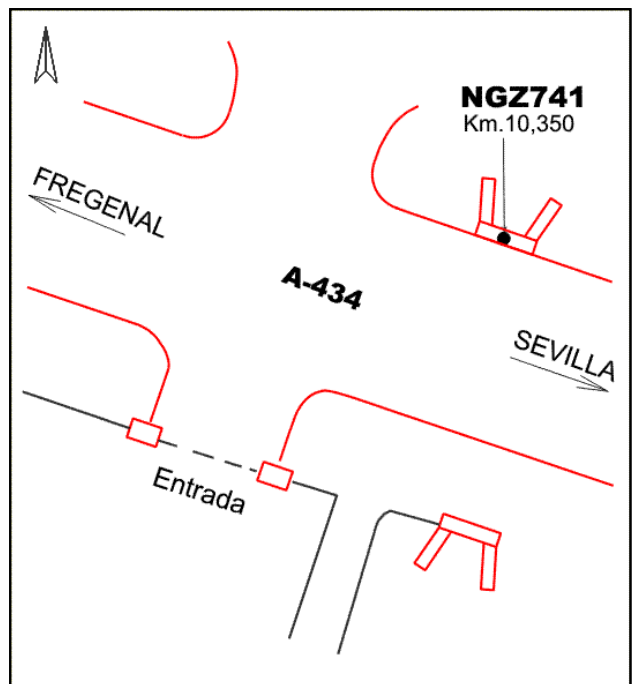 NGZ741
Km.10,350
FREGENAL
A-434
SEVILLA
Entrada